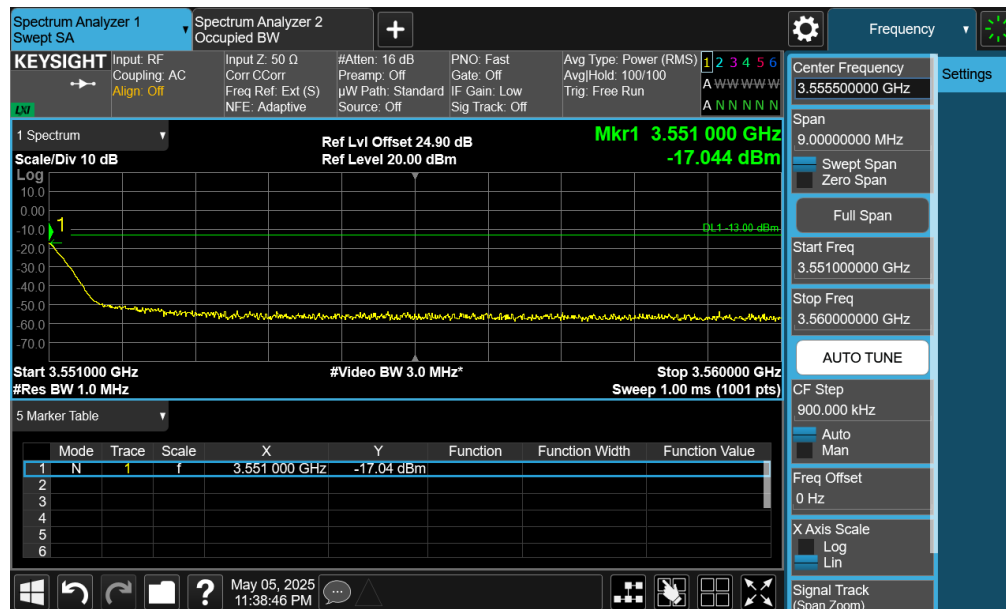 Spectrum Analyzer 1
Swept SA
Spectrum Analyzer 2
Occupied BW
Frequency
KEYSIGHT
LXI
Input: RF
Coupling: AC
Align: Off
Input Z: 50 Ω
Corr CCorr
Freq Ref: Ext (S)
NFE: Adaptive
#Atten: 16 dB
Preamp: Off
µW Path: Standard
Source: Off
PNO: Fast
Gate: Off
IF Gain: Low
Sig Track: Off
Avg Type: Power (RMS)
Avg|Hold: 100/100
Trig: Free Run
1 2 3 4 5 6
A W W W W W
A N N N N N
1 Spectrum
Scale/Div 10 dB
Ref Lvl Offset 24.90 dB
Ref Level 20.00 dBm
Mkr1 3.551 000 GHz
-17.044 dBm
Log
10.0
0.00
-10.0
-20.0
-30.0
-40.0
-50.0
-60.0
-70.0
1
DL1 -13.00 dBm
Start 3.551000 GHz
#Res BW 1.0 MHz
#Video BW 3.0 MHz*
Stop 3.560000 GHz
Sweep 1.00 ms (1001 pts)
5 Marker Table
Mode Trace Scale X Y Function Function Width Function Value
1 N 1 f 3.551 000 GHz -17.04 dBm
2
3
4
5
6
May 05, 2025
11:38:46 PM
Center Frequency
3.555500000 GHz
Span
9.00000000 MHz
Swept Span
Zero Span
Full Span
Start Freq
3.551000000 GHz
Stop Freq
3.560000000 GHz
AUTO TUNE
CF Step
900.000 kHz
Auto
Man
Freq Offset
0 Hz
X Axis Scale
Log
Lin
Signal Track
(Span Zoom)
Settings